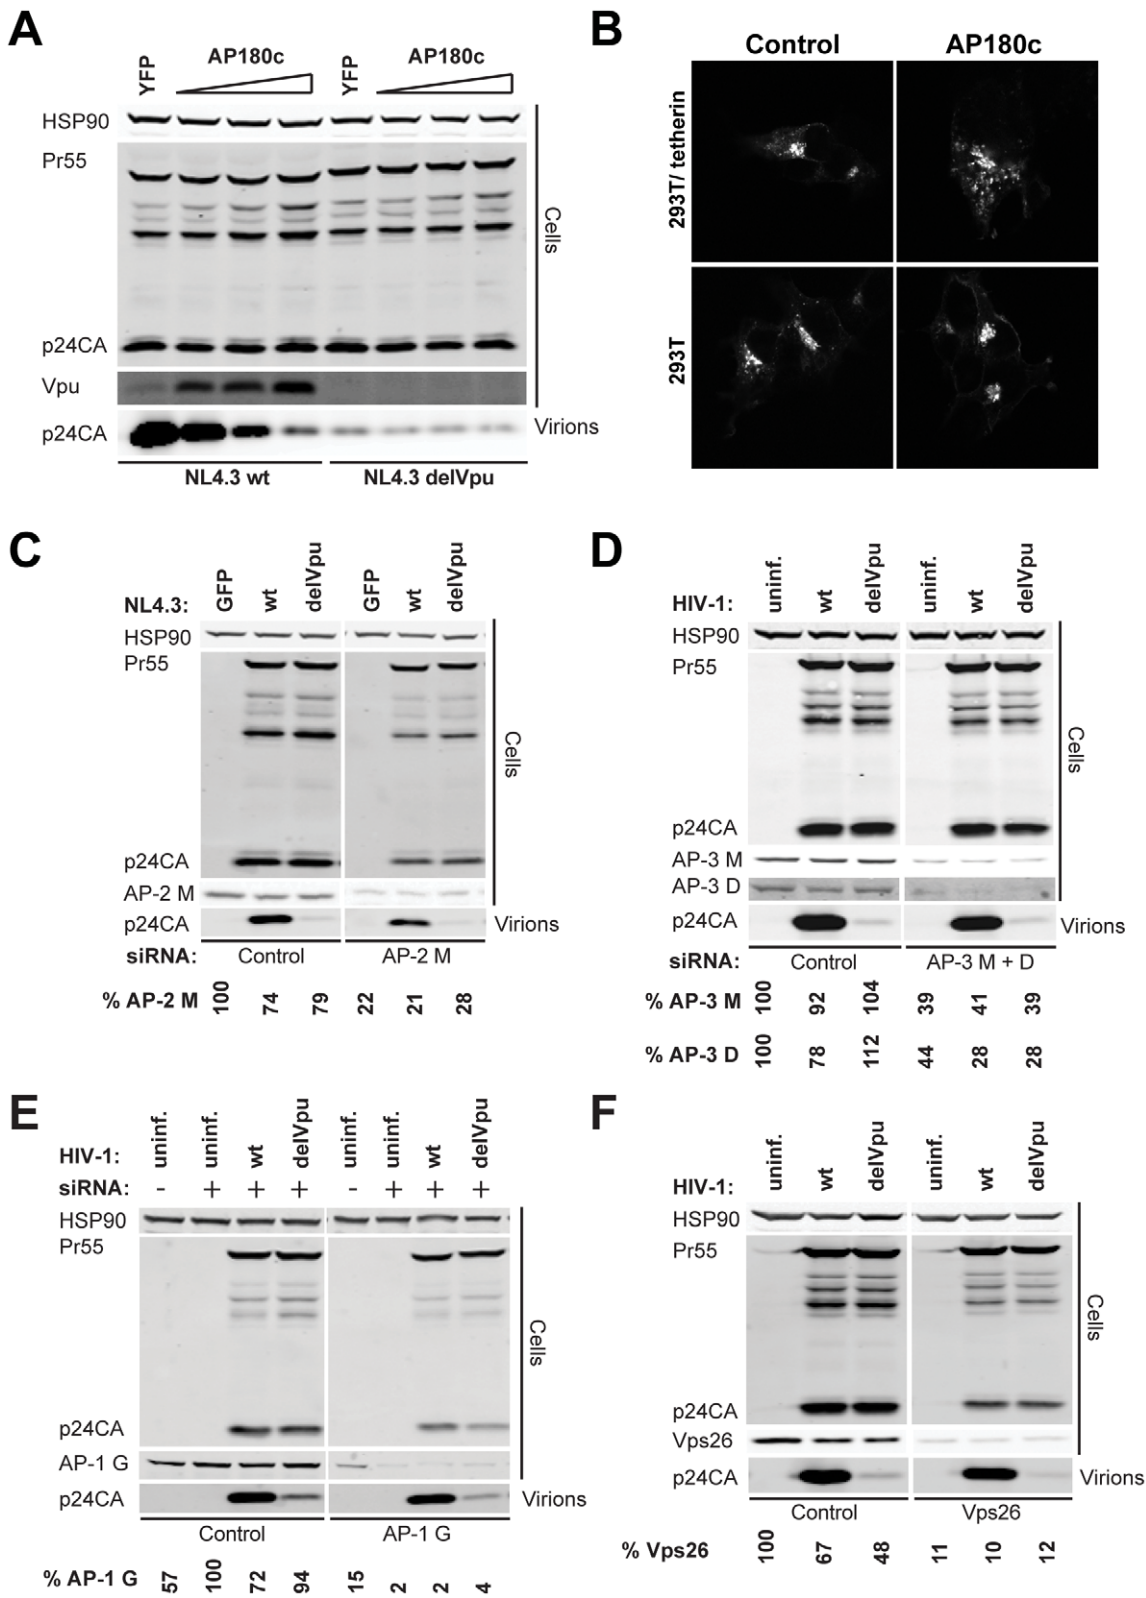 A
YFP AP180c YFP AP180c
HSP90
Pr55
p24CA
Vpu
p24CA
Cells
Virions
NL4.3 wt NL4.3 delVpu
B
Control AP180c
293T/ tetherin
293T
C
NL4.3: GFP wt delVpu GFP wt delVpu
HSP90
Pr55
p24CA
AP-2 M
p24CA
Cells
Virions
siRNA: Control AP-2 M
% AP-2 M 100 74 79 22 21 28
D
HIV-1: uninf. wt delVpu uninf. wt delVpu
HSP90
Pr55
p24CA
AP-3 M
AP-3 D
p24CA
Cells
Virions
siRNA: Control AP-3 M + D
% AP-3 M 100 92 104 39 41 39
% AP-3 D 100 78 112 44 28 28
E
HIV-1: uninf. uninf. wt delVpu uninf. uninf. wt delVpu
siRNA: - + + + - + + +
HSP90
Pr55
p24CA
AP-1 G
p24CA
Cells
Virions
Control AP-1 G
% AP-1 G 57 100 72 94 15 2 2 4
F
HIV-1: uninf. wt delVpu uninf. wt delVpu
HSP90
Pr55
p24CA
Vps26
p24CA
Cells
Virions
Control Vps26
% Vps26 100 67 48 11 10 12